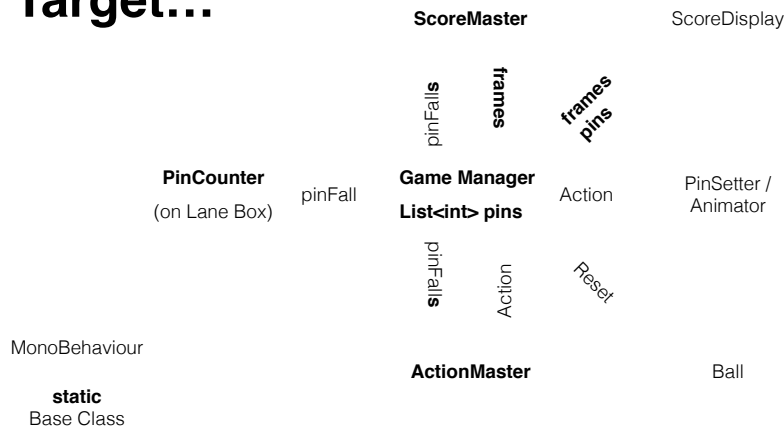 Target…
ScoreMaster
ScoreDisplay
pinFalls
frames
frames
pins
PinCounter
(on Lane Box)
pinFall
Game Manager
List<int> pins
Action
PinSetter /
Animator
pinFalls
Action
Reset
MonoBehaviour
static
Base Class
ActionMaster
Ball